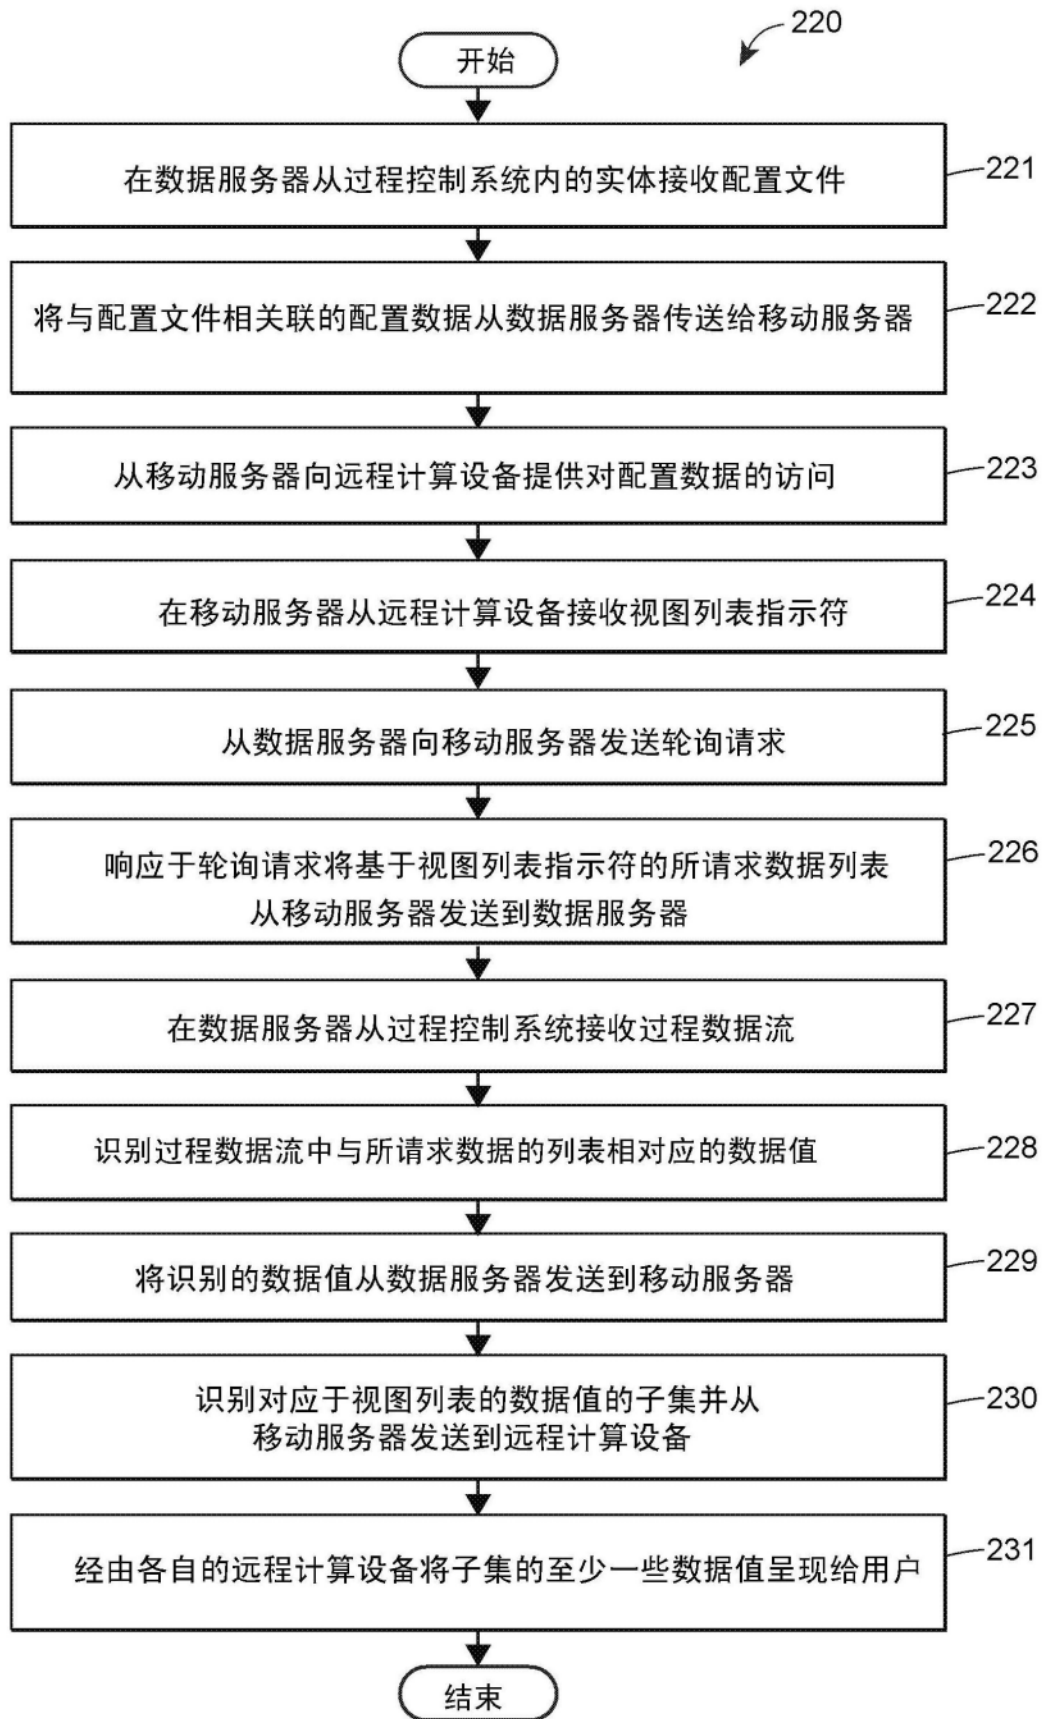 220
开始
在数据服务器从过程控制系统内的实体接收配置文件
221
将与配置文件相关联的配置数据从数据服务器传送给移动服务器
222
从移动服务器向远程计算设备提供对配置数据的访问
223
在移动服务器从远程计算设备接收视图列表指示符
224
从数据服务器向移动服务器发送轮询请求
225
响应于轮询请求将基于视图列表指示符的所请求数据列表
从移动服务器发送到数据服务器
226
在数据服务器从过程控制系统接收过程数据流
227
识别过程数据流中与所请求数据的列表相对应的数据值
228
将识别的数据值从数据服务器发送到移动服务器
229
识别对应于视图列表的数据值的子集并从
移动服务器发送到远程计算设备
230
经由各自的远程计算设备将子集的至少一些数据值呈现给用户
231
结束